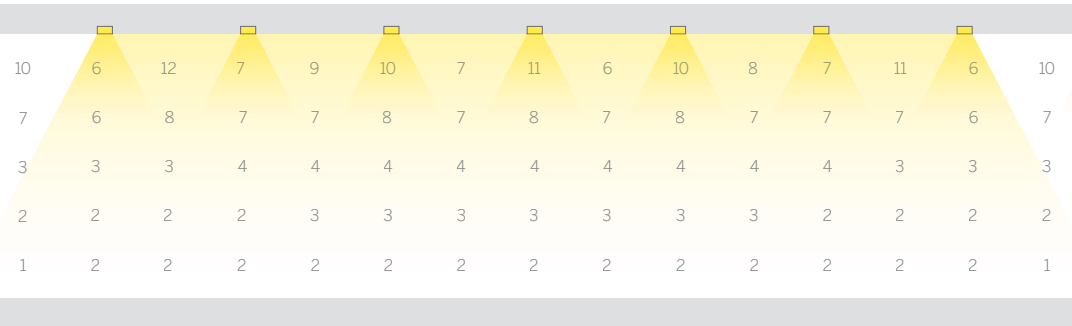 10 6 12 7 9 10 7 11 6 10 8 7 11 6 10
7 6 8 7 7 8 7 8 7 8 7 7 7 6 7
3 3 3 4 4 4 4 4 4 4 4 4 3 3 3
2 2 2 2 3 3 3 3 3 3 3 2 2 2 2
1 2 2 2 2 2 2 2 2 2 2 2 2 2 1